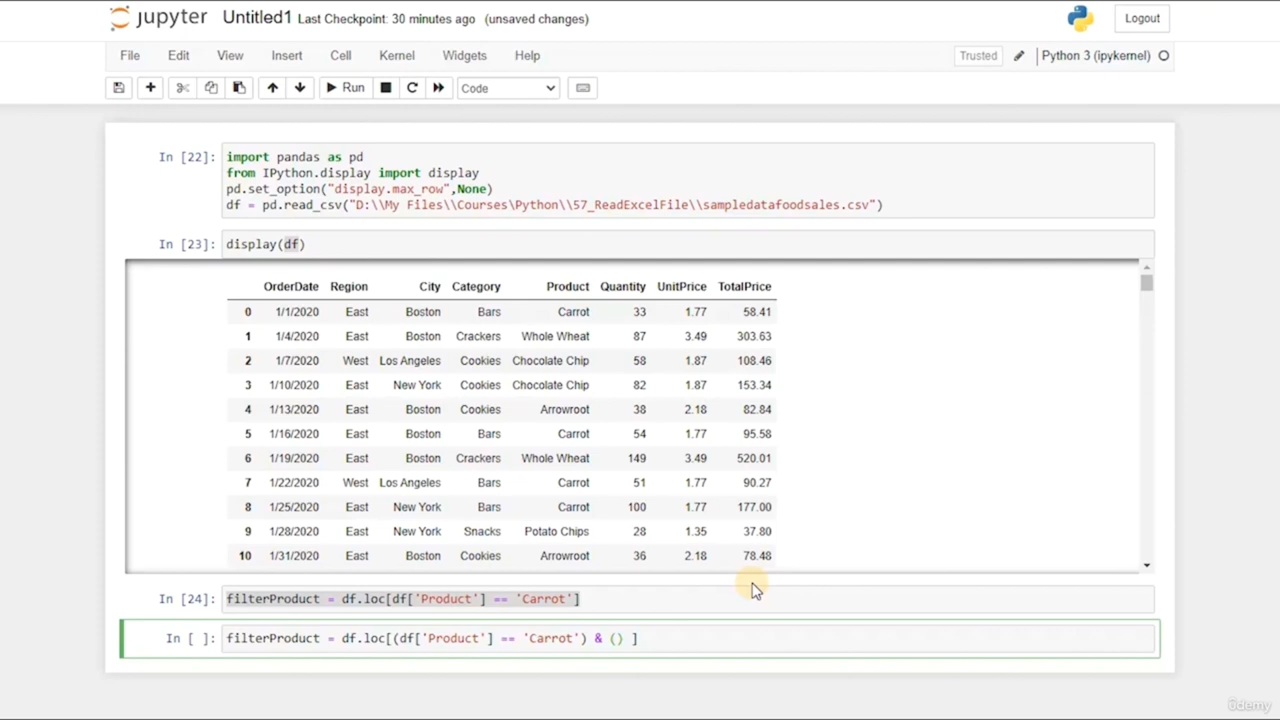 jupyter Untitled1 Last Checkpoint: 30 minutes ago (unsaved changes) Logout
File Edit View Insert Cell Kernel Widgets Help Trusted Python 3 (ipykernel)
Run Code
In [22]: import pandas as pd
from IPython.display import display
pd.set_option("display.max_row",None)
df = pd.read_csv("D:\\My Files\\Courses\Python\\57_ReadExcelFile\\sampledatafoodsales.csv")
In [23]: display(df)
OrderDate Region City Category Product Quantity UnitPrice TotalPrice
0 1/1/2020 East Boston Bars Carrot 33 1.77 58.41
1 1/4/2020 East Boston Crackers Whole Wheat 87 3.49 303.63
2 1/7/2020 West Los Angeles Cookies Chocolate Chip 58 1.87 108.46
3 1/10/2020 East New York Cookies Chocolate Chip 82 1.87 153.34
4 1/13/2020 East Boston Cookies Arrowroot 38 2.18 82.84
5 1/16/2020 East Boston Bars Carrot 54 1.77 95.58
6 1/19/2020 East Boston Crackers Whole Wheat 149 3.49 520.01
7 1/22/2020 West Los Angeles Bars Carrot 51 1.77 90.27
8 1/25/2020 East New York Bars Carrot 100 1.77 177.00
9 1/28/2020 East New York Snacks Potato Chips 28 1.35 37.80
10 1/31/2020 East Boston Cookies Arrowroot 36 2.18 78.48
In [24]: filterProduct = df.loc[df['Product'] == 'Carrot']
In [ ]: filterProduct = df.loc[(df['Product'] == 'Carrot') & () ]
ûdemy